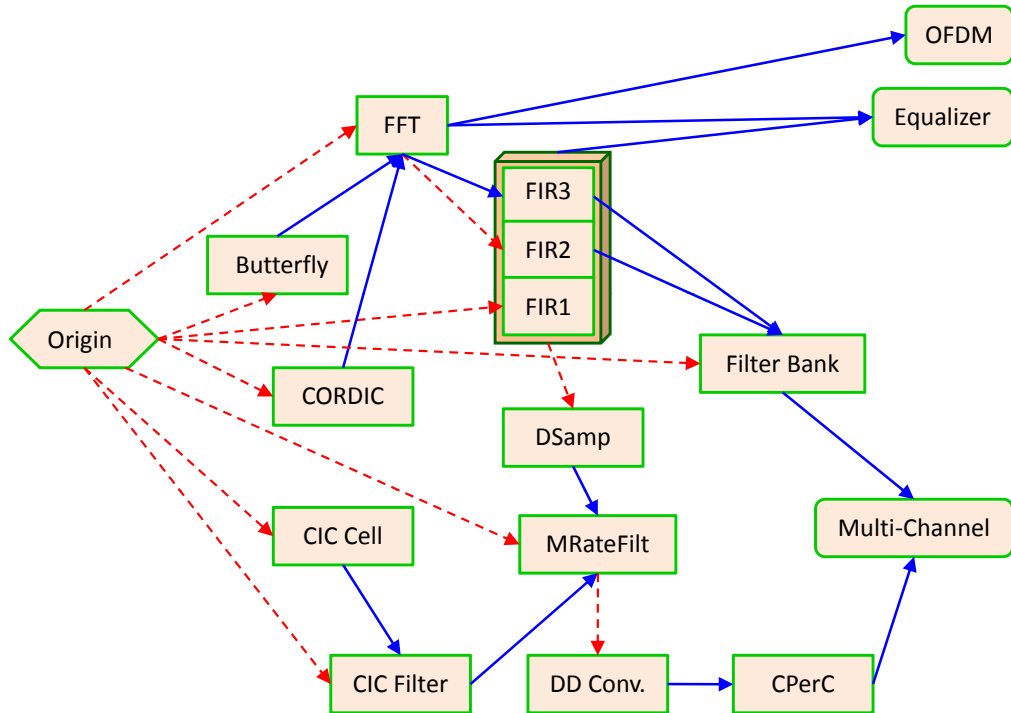 OFDM
Equalizer
FFT
FIR3
FIR2
FIR1
Butterfly
Origin
CORDIC
Filter Bank
DSamp
CIC Cell
MRateFilt
Multi-Channel
CIC Filter
DD Conv.
CPerC